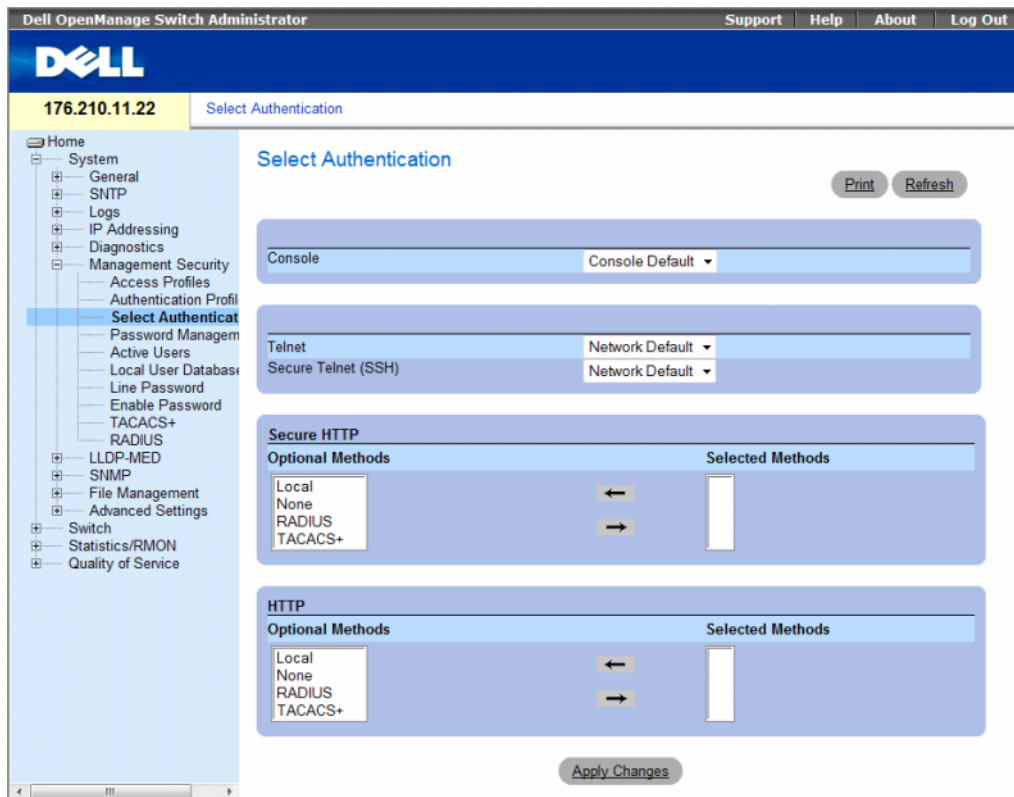 Dell OpenManage Switch Administrator
Support | Help | About | Log Out
DELL
176.210.11.22
Select Authentication
Home
System
General
SNTP
Logs
IP Addressing
Diagnostics
Management Security
Access Profiles
Authentication Profil
Select Authenticat
Password Managem
Active Users
Local User Database
Line Password
Enable Password
TACACS+
RADIUS
LLDP-MED
SNMP
File Management
Advanced Settings
Switch
Statistics/RMON
Quality of Service
Select Authentication
Print
Refresh
Console
Console Default
Telnet
Network Default
Secure Telnet (SSH)
Network Default
Secure HTTP
Optional Methods
Selected Methods
Local
None
RADIUS
TACACS+
HTTP
Optional Methods
Selected Methods
Local
None
RADIUS
TACACS+
Apply Changes